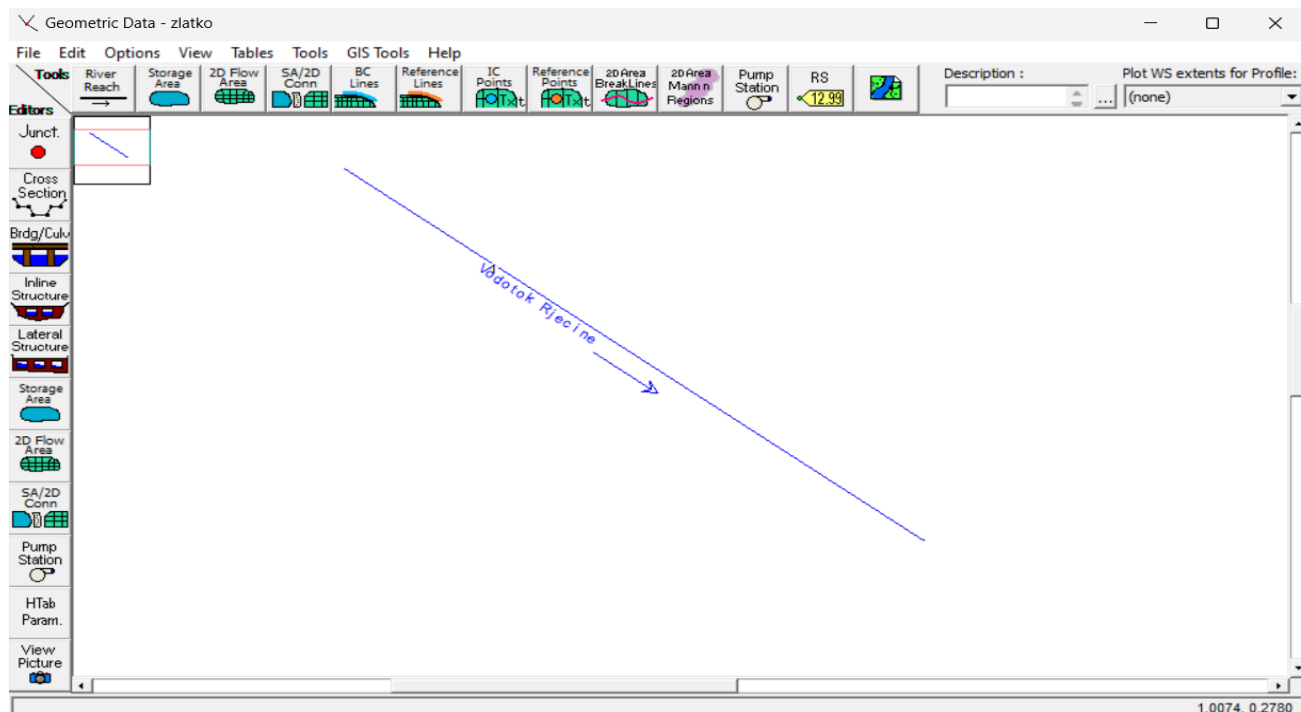 Geometric Data - zlatko
File Edit Options View Tables Tools GIS Tools Help
Tools
Editors
River
Reach
Storage
Area
2D Flow
Area
SA/2D
Conn
BC
Lines
Reference
Lines
IC
Points
Reference
Points
2D Area
BreakLines
2D Area
Mann n
Regions
Pump
Station
RS
12.99
Description :
...
Plot WS extents for Profile:
(none)
Junct.
Cross
Section
Brdg/Culv
Inline
Structure
Lateral
Structure
Storage
Area
2D Flow
Area
SA/2D
Conn
Pump
Station
HTab
Param.
View
Picture
Vodotok Rjecine
1.0074, 0.2780